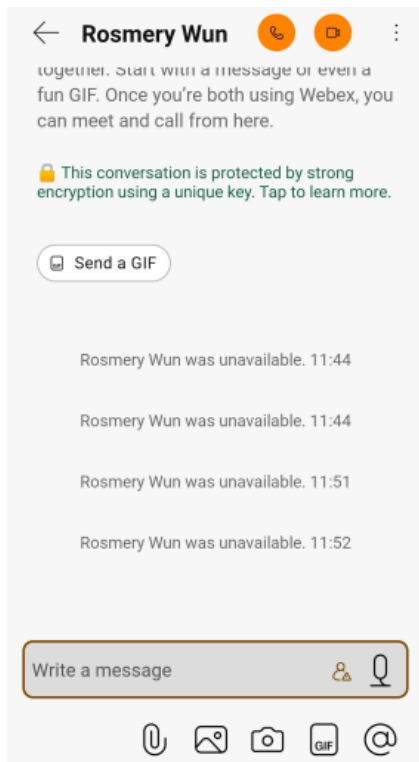 Rosmery Wun
together. Start with a message or even a
fun GIF. Once you're both using Webex, you
can meet and call from here.
🔒 This conversation is protected by strong
encryption using a unique key. Tap to learn more.
GIF Send a GIF
Rosmery Wun was unavailable. 11:44
Rosmery Wun was unavailable. 11:44
Rosmery Wun was unavailable. 11:51
Rosmery Wun was unavailable. 11:52
Write a message
GIF @